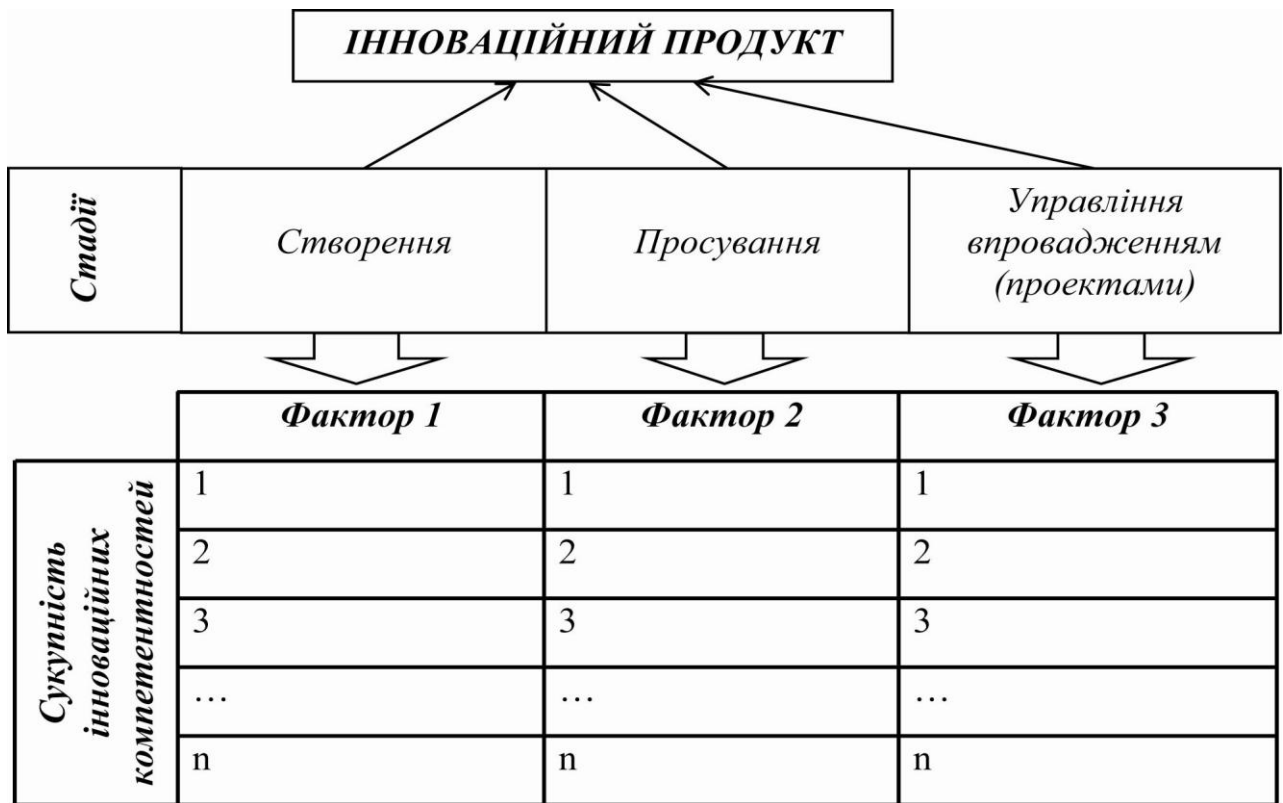 ІННОВАЦІЙНИЙ ПРОДУКТ
Стадії
Створення
Просування
Управління
впровадженням
(проектами)
Фактор 1
Фактор 2
Фактор 3
Сукупність
інноваційних
компетентностей
1
1
1
2
2
2
3
3
3
…
…
…
n
n
n